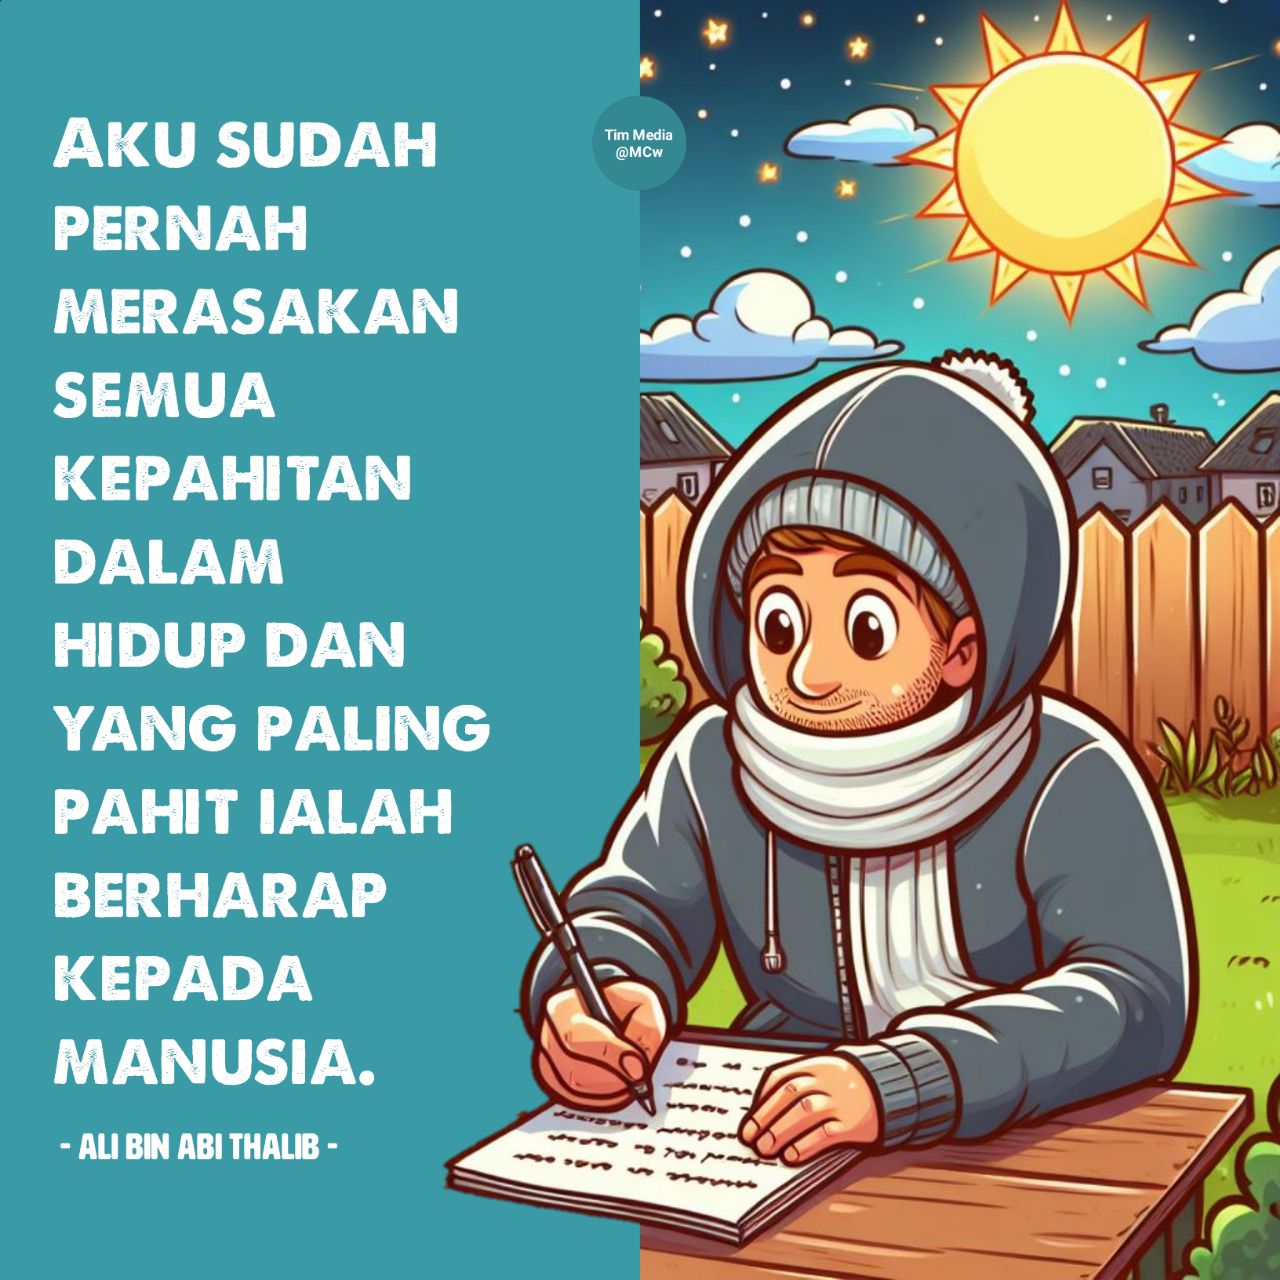 AKU SUDAH
PERNAH
MERASAKAN
SEMUA
KEPAHITAN
DALAM
HIDUP DAN
YANG PALING
PAHIT IALAH
BERHARAP
KEPADA
MANUSIA.
- ALI BIN ABI THALIB -
Tim Media
@MCw